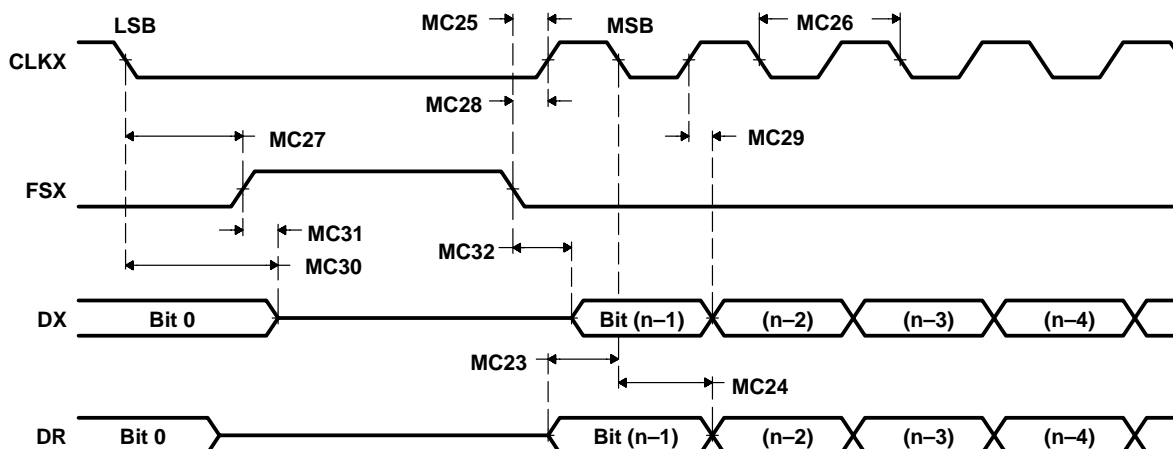 LSB
MC25
MSB
MC26
CLKX
MC28
MC27
MC29
FSX
MC31
MC32
MC30
DX
Bit 0
Bit (n–1)
(n–2)
(n–3)
(n–4)
MC23
MC24
DR
Bit 0
Bit (n–1)
(n–2)
(n–3)
(n–4)